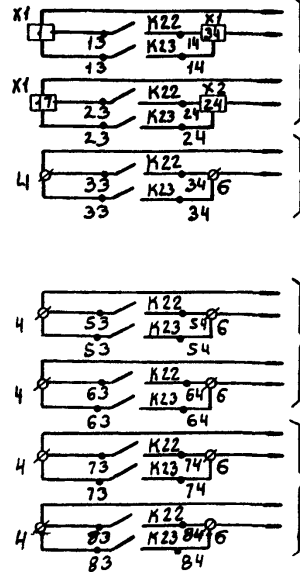 X1 K22 X1
1 13 14 34
K23
13 14
X1 K22 X2
7 23 24 24
K23
23 24
K22
4 33 34 6
K23
33 34
K22
4 53 54 6
K23
53 54
K22
4 63 64 6
K23
63 64
K22
4 73 74 6
K23
73 74
K22
4 83 84 6
K23
83 84